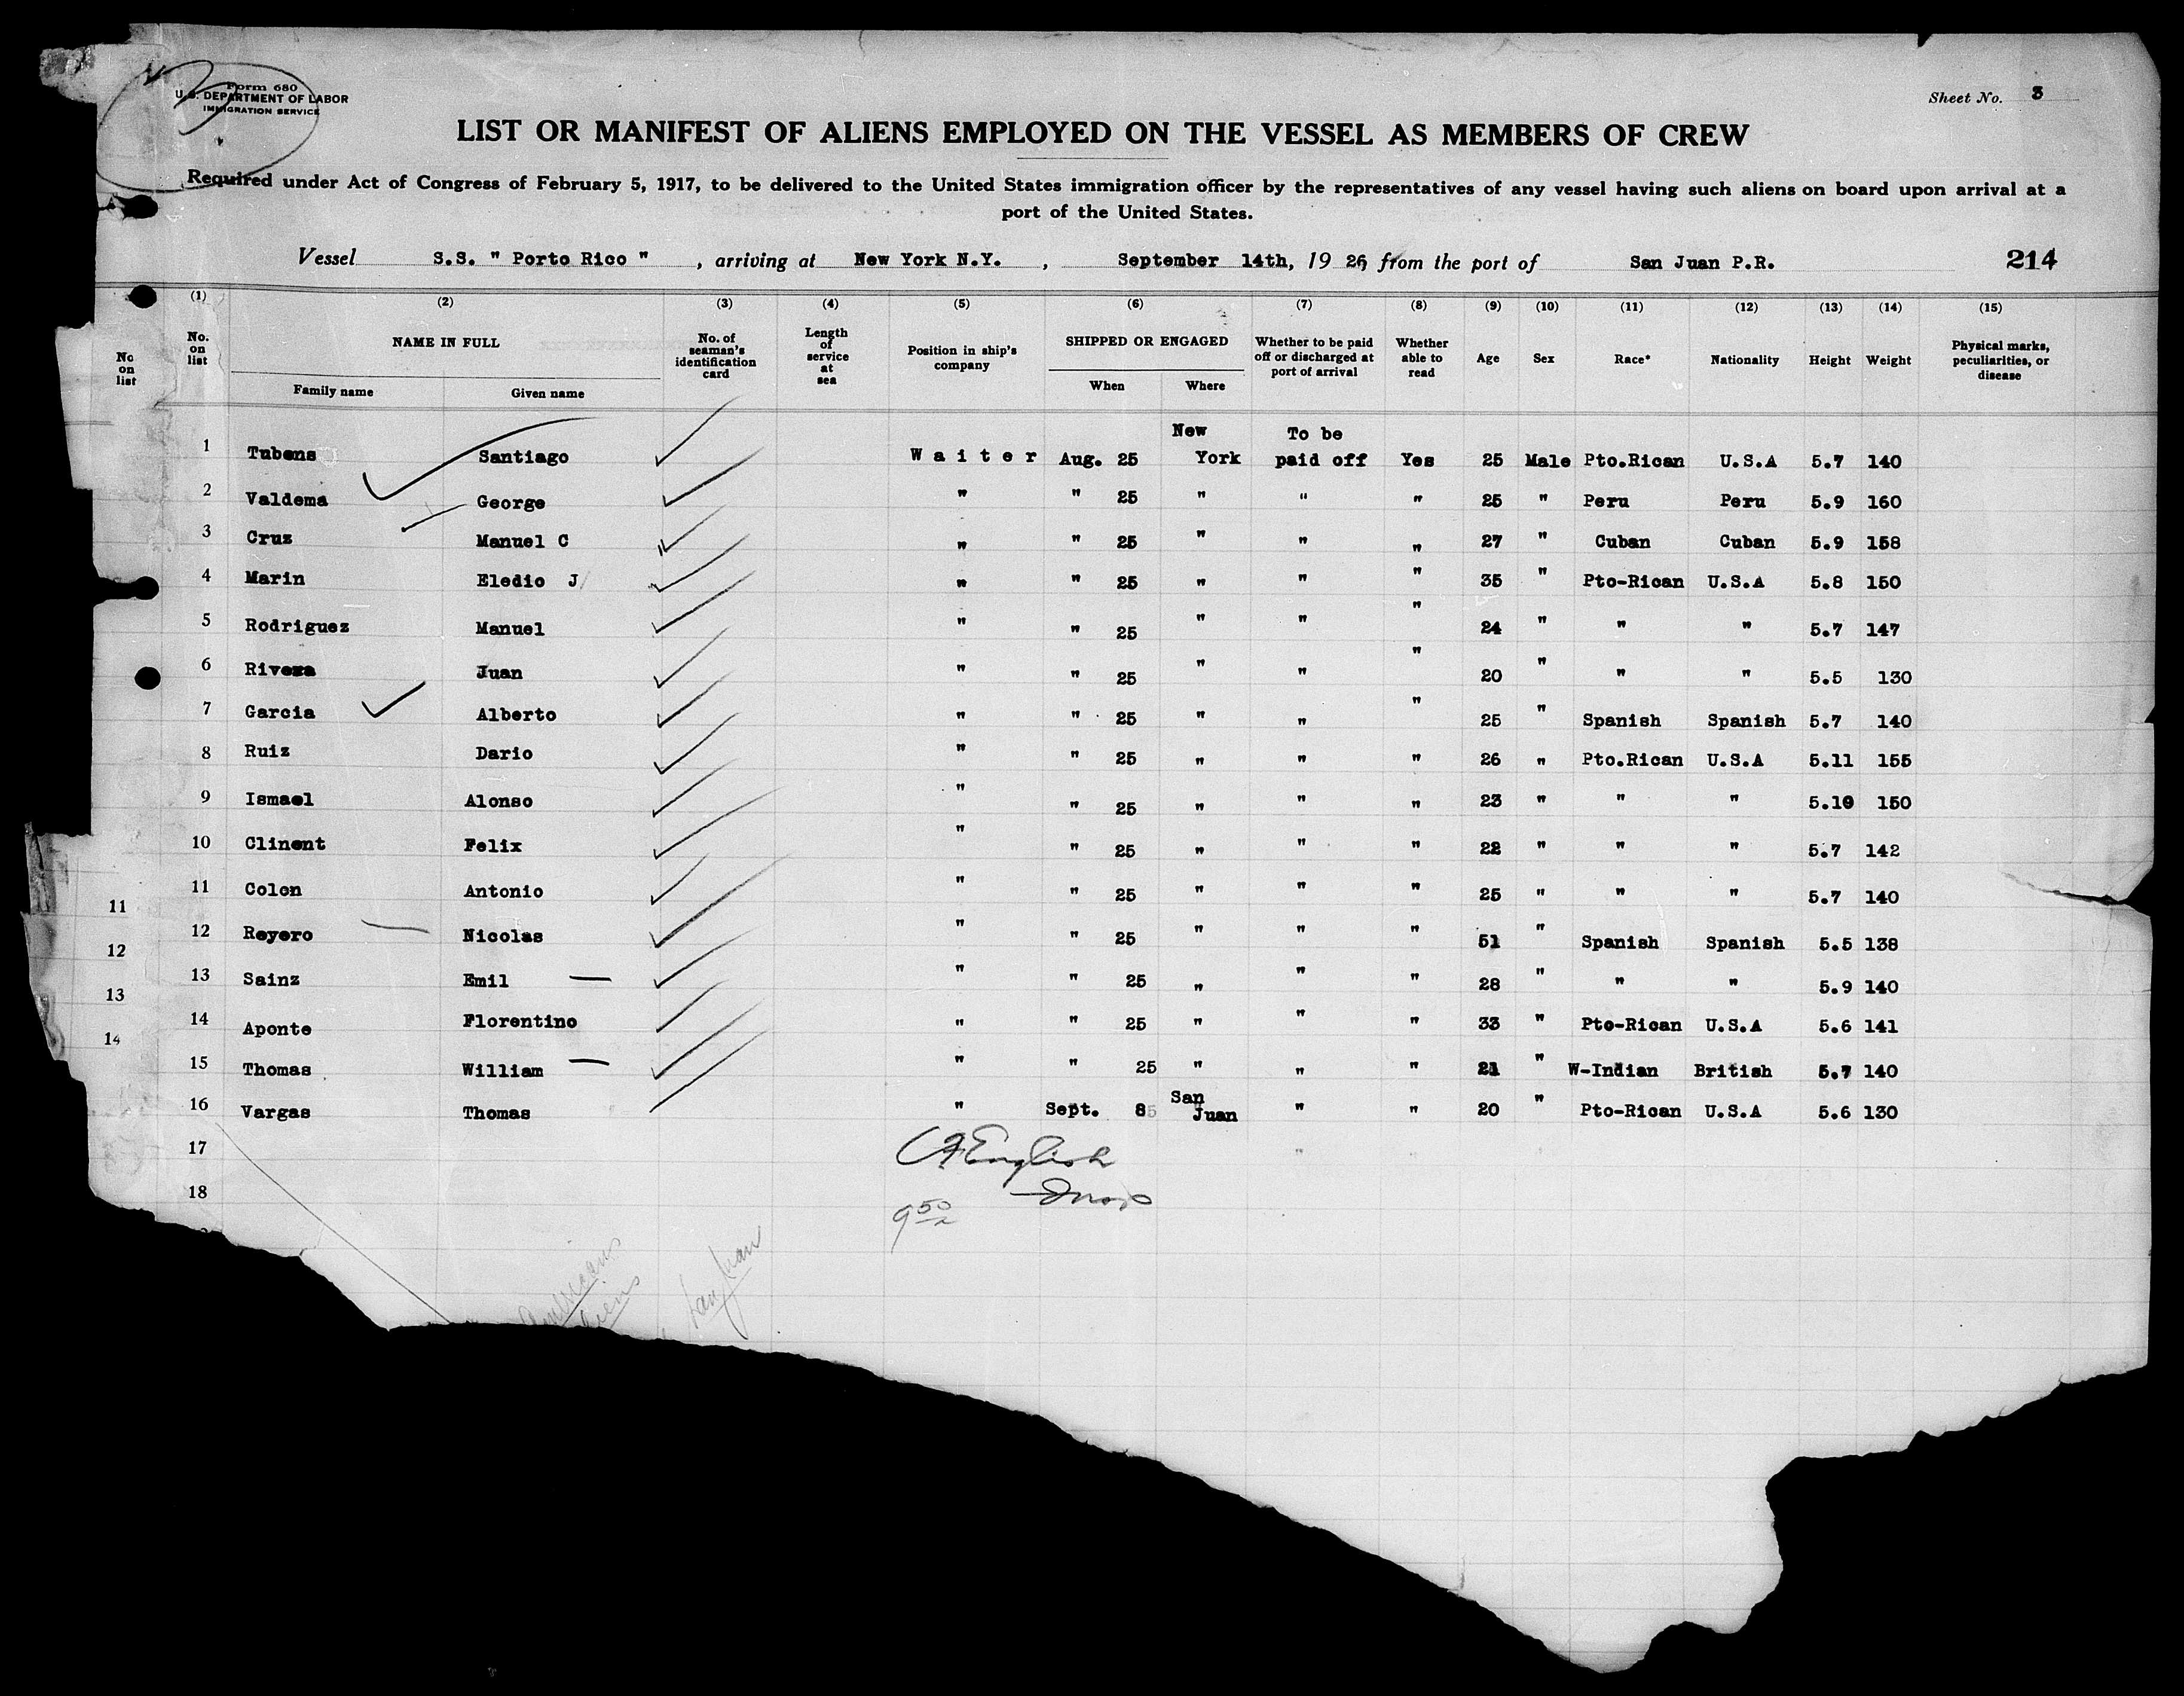 Form 680
U.S. DEPARTMENT OF LABOR
IMMIGRATION SERVICE
Sheet No. 3
LIST OR MANIFEST OF ALIENS EMPLOYED ON THE VESSEL AS MEMBERS OF CREW
Required under Act of Congress of February 5, 1917, to be delivered to the United States immigration officer by the representatives of any vessel having such aliens on board upon arrival at a
port of the United States.
Vessel S.S. " Porto Rico " , arriving at New York N.Y. , September 14th, 19 26, from the port of San Juan P.R. 214
(1) (2) (3) (4) (5) (6) (7) (8) (9) (10) (11) (12) (13) (14) (15)
No. on list NAME IN FULL Family name Given name No. of seaman's identification card Length of service at sea Position in ship's company SHIPPED OR ENGAGED When Where Whether to be paid off or discharged at port of arrival Whether able to read Age Sex Race* Nationality Height Weight Physical marks, peculiarities, or disease
No on list
1 Tubens Santiago Waiter Aug. 25 New York To be paid off Yes 25 Male Pto.Rican U.S.A 5.7 140
2 Valdema George " " 25 " " " 25 " Peru Peru 5.9 160
3 Cruz Manuel C " " 25 " " " 27 " Cuban Cuban 5.9 158
4 Marin Eledio J " " 25 " " " 35 " Pto-Rican U.S.A 5.8 150
5 Rodriguez Manuel " " 25 " " " 24 " " " 5.7 147
6 Rivera Juan " " 25 " " " 20 " " " 5.5 130
7 Garcia Alberto " " 25 " " " 25 " Spanish Spanish 5.7 140
8 Ruiz Dario " " 25 " " " 26 " Pto.Rican U.S.A 5.11 155
9 Ismael Alonso " " 25 " " " 23 " " " 5.10 150
10 Clinent Felix " " 25 " " " 22 " " " 5.7 142
11 Colon Antonio " " 25 " " " 25 " " " 5.7 140
11
12 Reyero Nicolas " " 25 " " " 51 " Spanish Spanish 5.5 138
12
13 Sainz Emil " " 25 " " " 28 " " " 5.9 140
13
14 Aponte Florentino " " 25 " " " 33 " Pto-Rican U.S.A 5.6 141
14
15 Thomas William " " 25 " " " 21 " W-Indian British 5.7 140
16 Vargas Thomas " Sept. 8 San Juan " " 20 " Pto-Rican U.S.A 5.6 130
17
English
18
9 50
San Juan